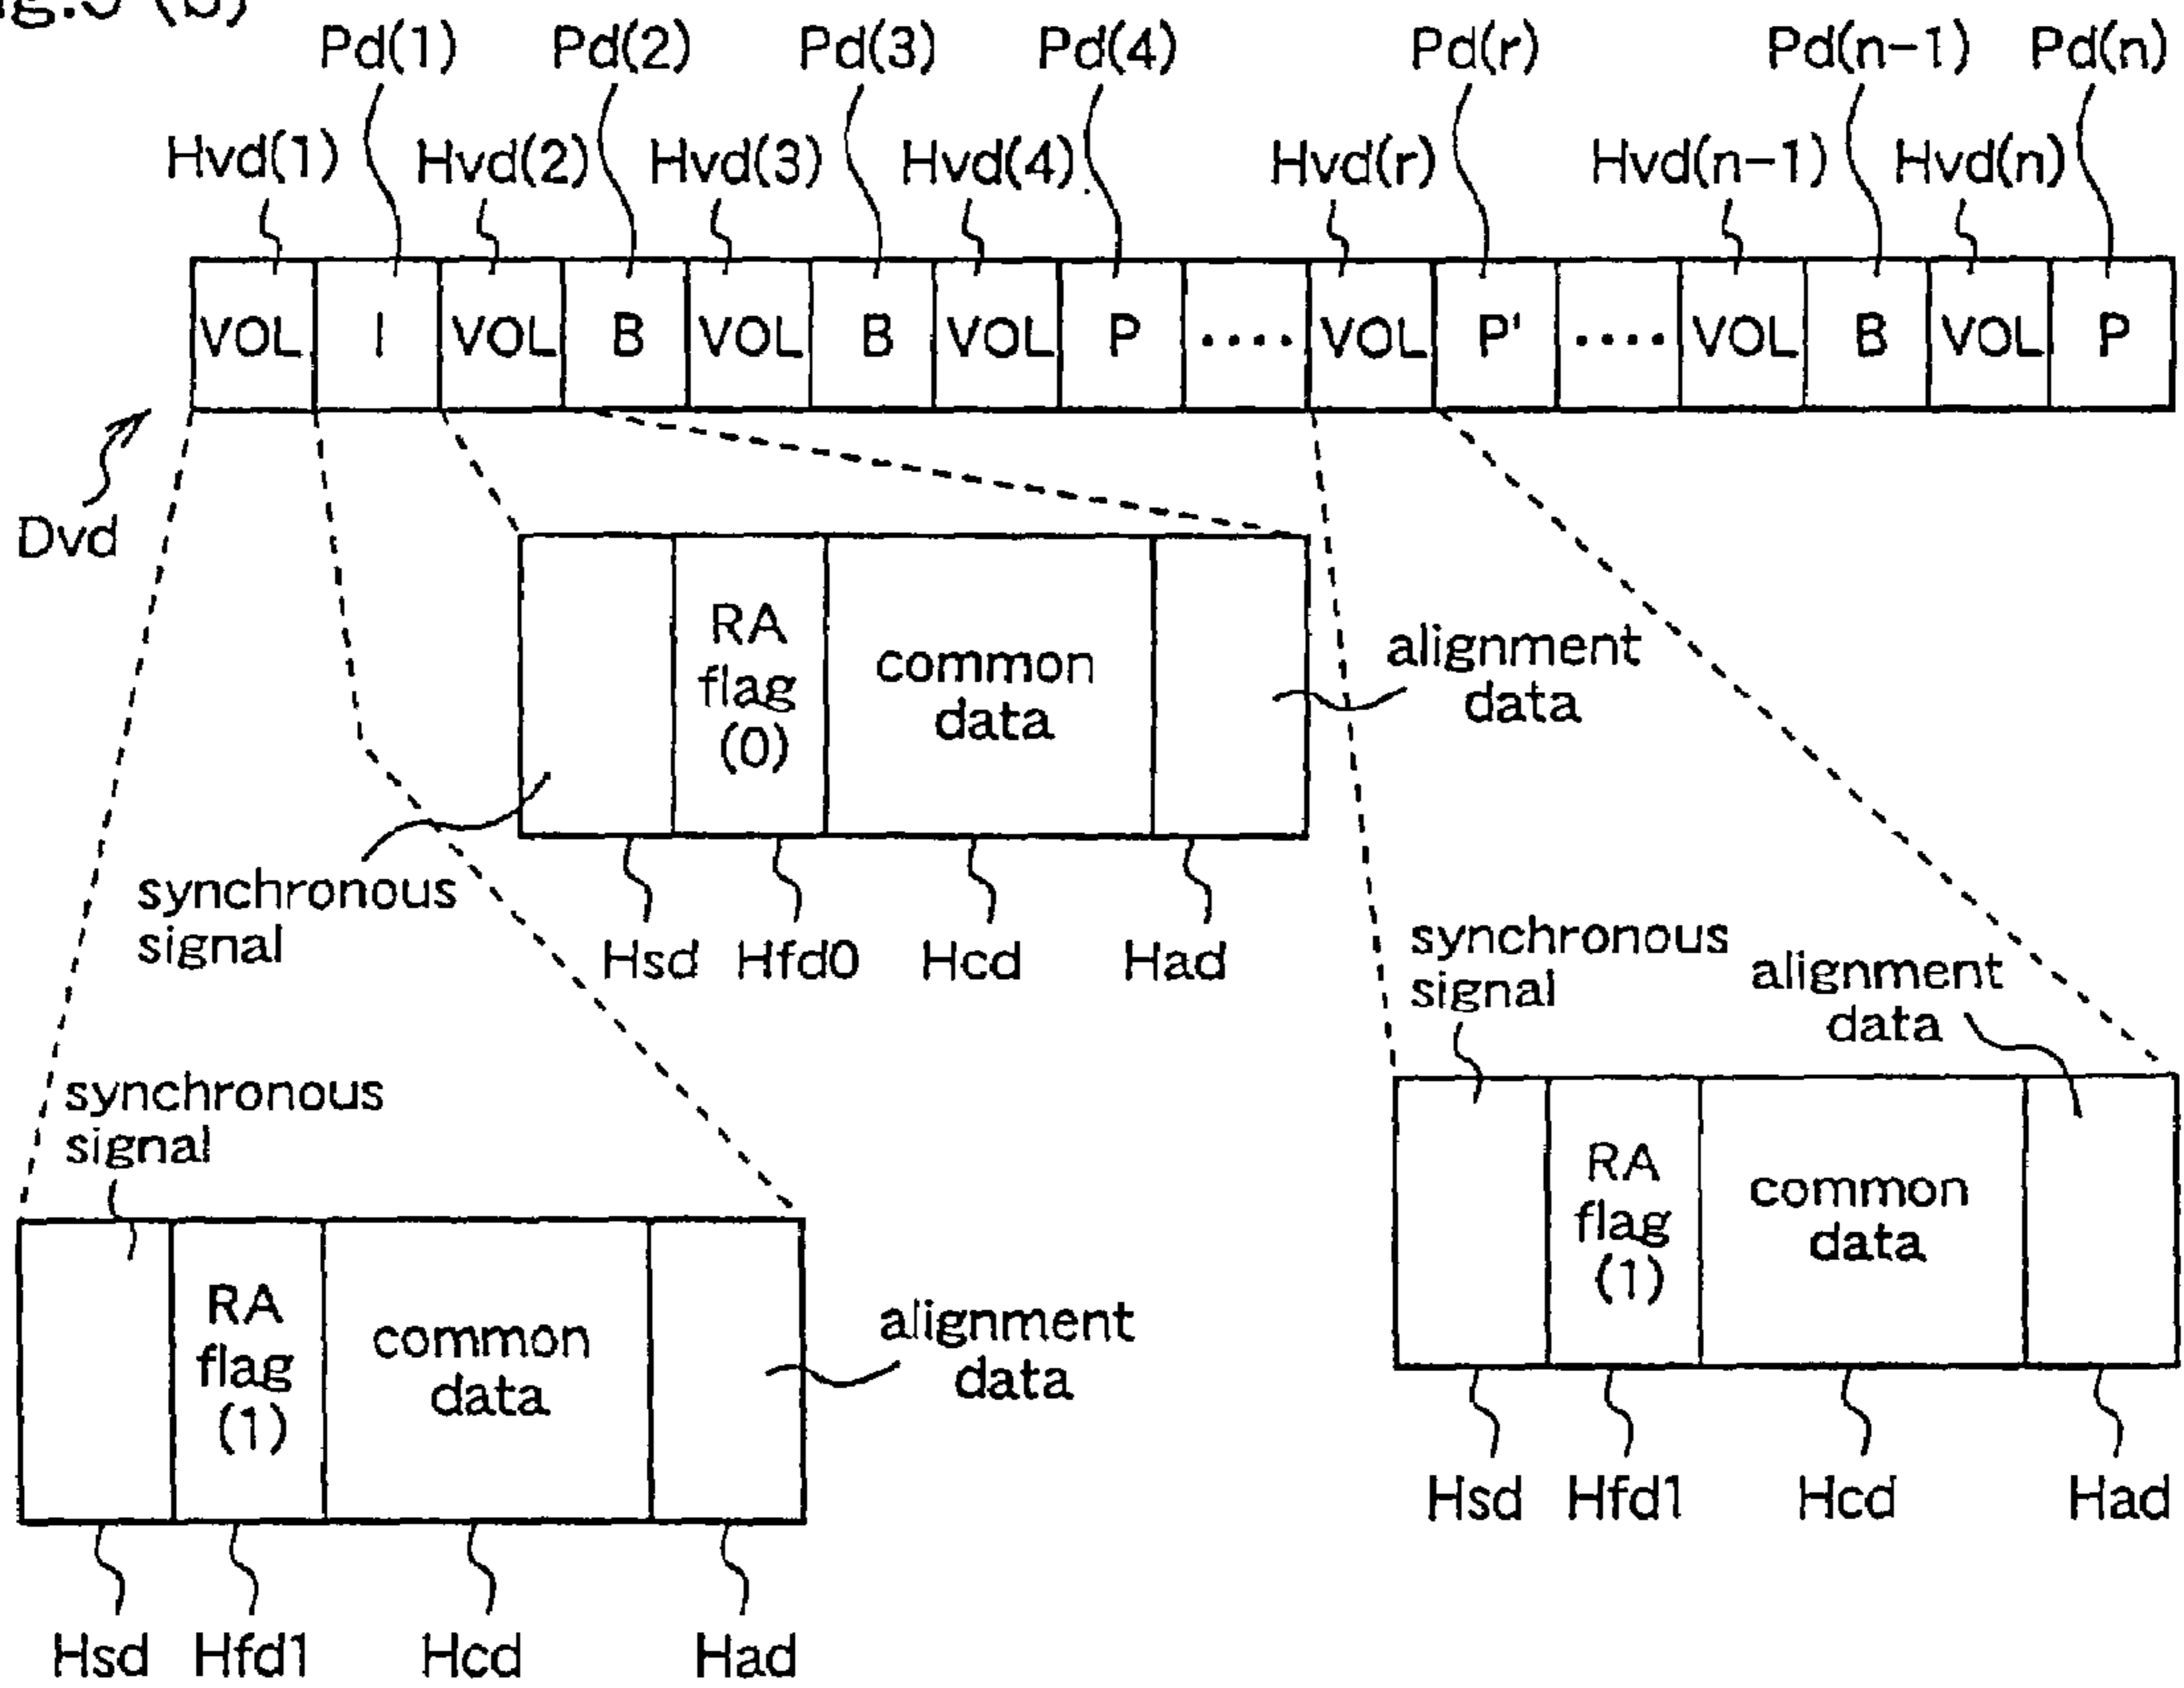 Pd(1) Pd(2) Pd(3) Pd(4) Pd(r) Pd(n-1) Pd(n)
Hvd(1) Hvd(2) Hvd(3) Hvd(4) Hvd(r) Hvd(n-1) Hvd(n)
VOL I VOL B VOL B VOL P .... VOL P' .... VOL B VOL P
Dvd
RA
flag
(0)
common
data
alignment
data
synchronous
signal
Hsd Hfd0 Hcd Had
synchronous
signal
alignment
data
RA
flag
(1)
common
data
Hsd Hfd1 Hcd Had
synchronous
signal
RA
flag
(1)
common
data
alignment
data
Hsd Hfd1 Hcd Had